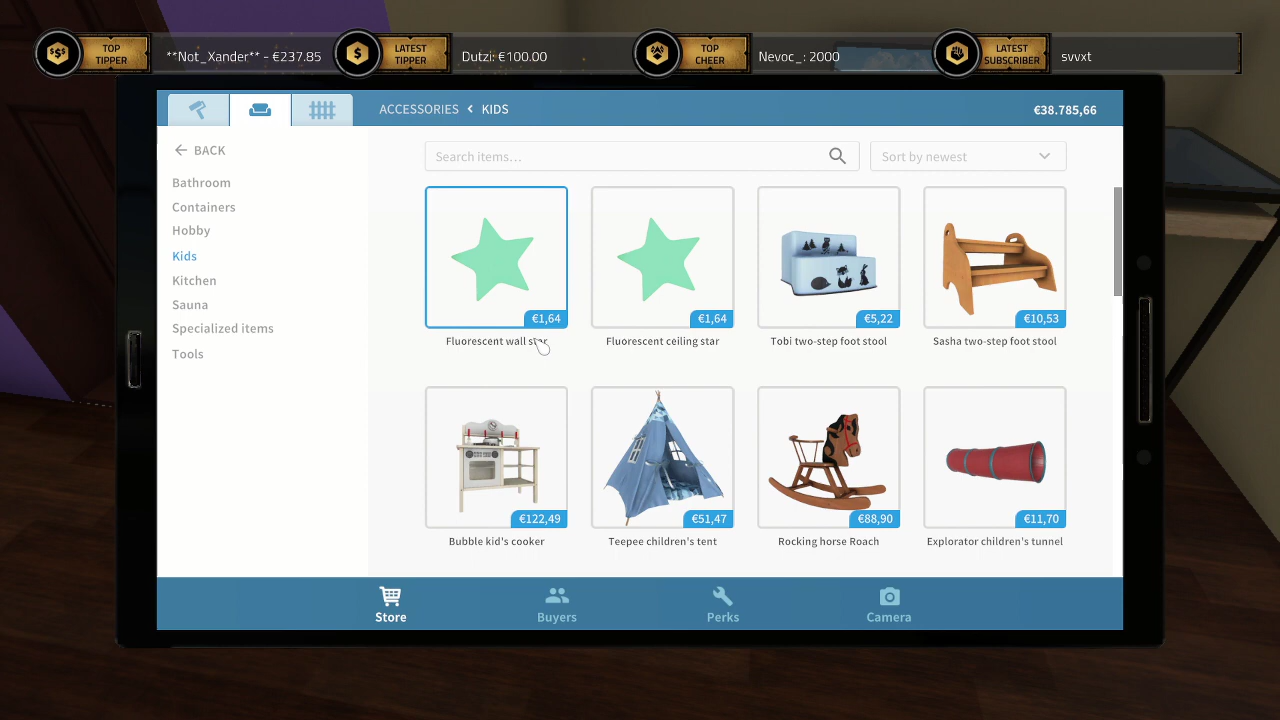 TOP
TIPPER
**Not_Xander** - €237.85
LATEST
TIPPER
Dutzi: €100.00
TOP
CHEER
Nevoc_: 2000
LATEST
SUBSCRIBER
svvxt
ACCESSORIES
KIDS
€38.785,66
BACK
Bathroom
Containers
Hobby
Kids
Kitchen
Sauna
Specialized items
Tools
Search items...
Sort by newest
€1,64
€1,64
€5,22
€10,53
Fluorescent wall star
Fluorescent ceiling star
Tobi two-step foot stool
Sasha two-step foot stool
€122,49
€51,47
€88,90
€11,70
Bubble kid's cooker
Teepee children's tent
Rocking horse Roach
Explorator children's tunnel
Store
Buyers
Perks
Camera